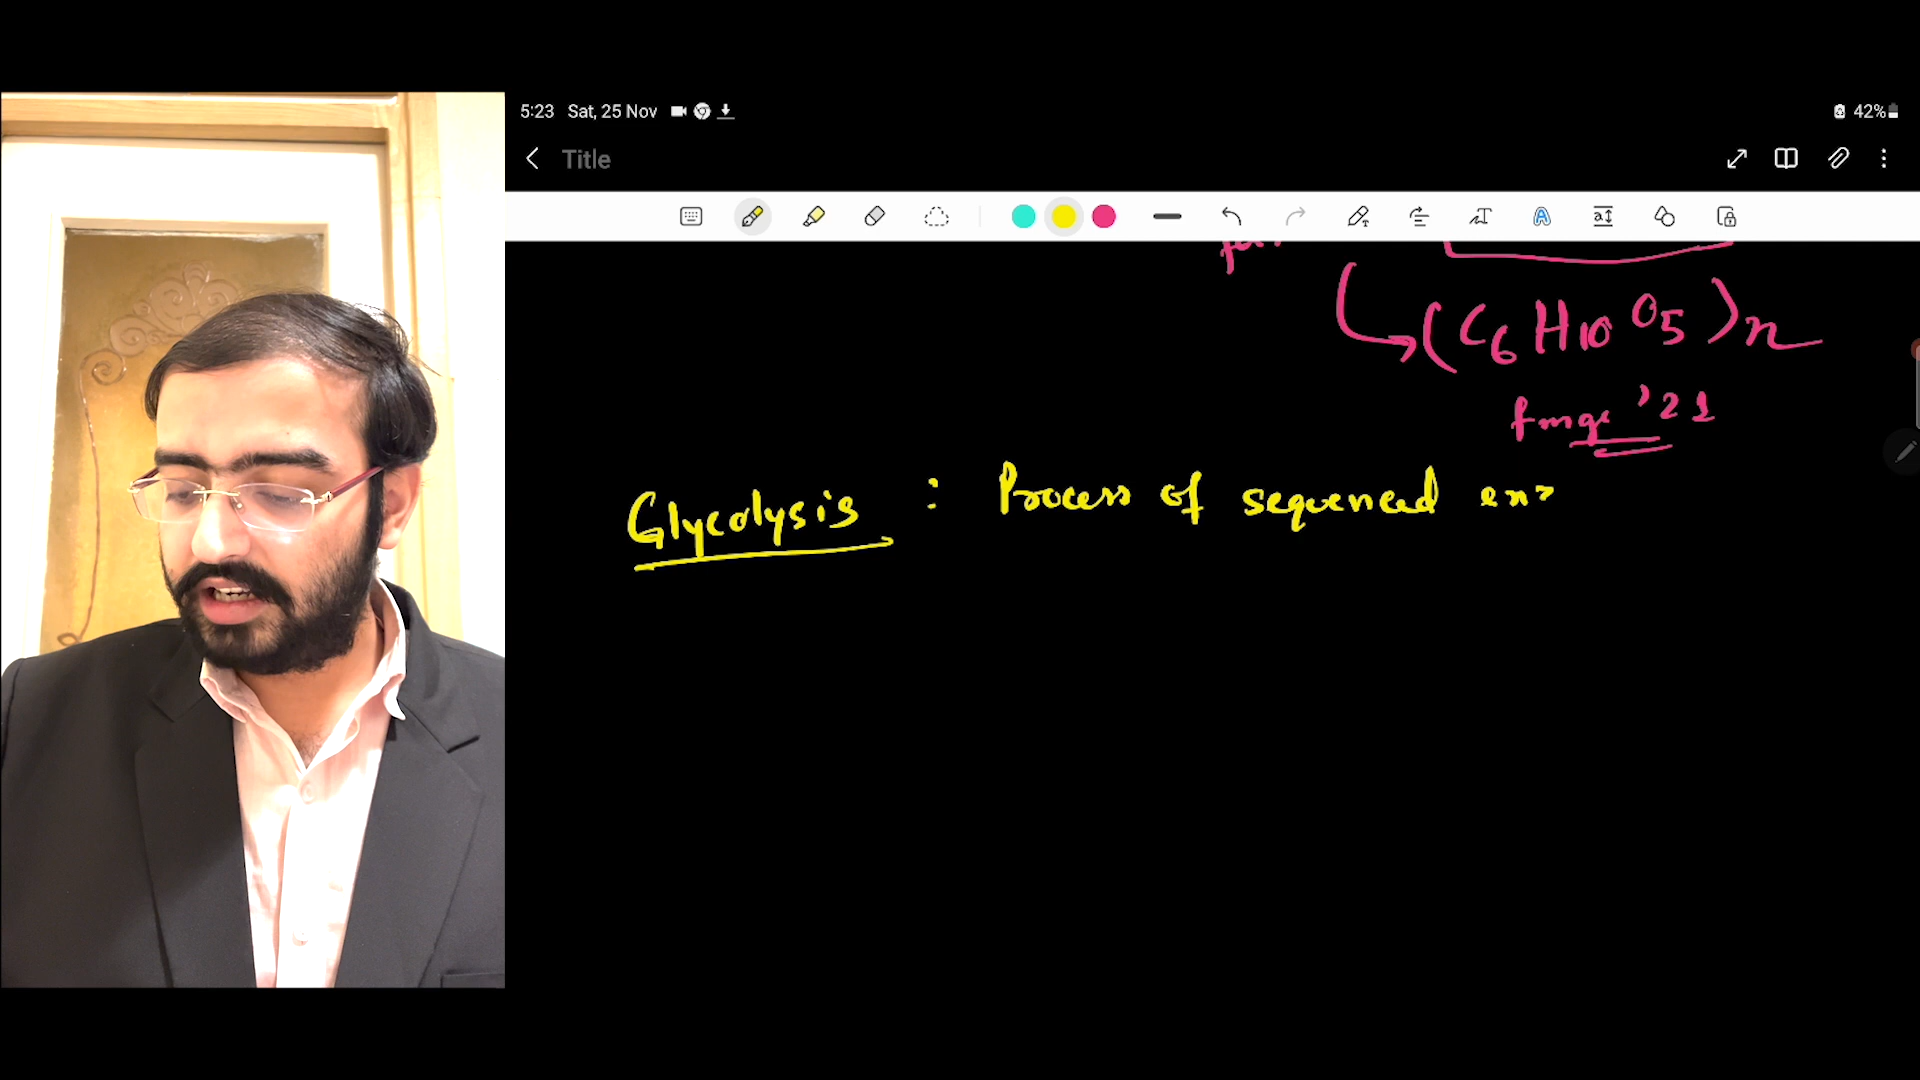 5:23 Sat, 25 Nov 42%
Title
(C6H10O5)n
fmge '21
Glycolysis : Process of sequenced